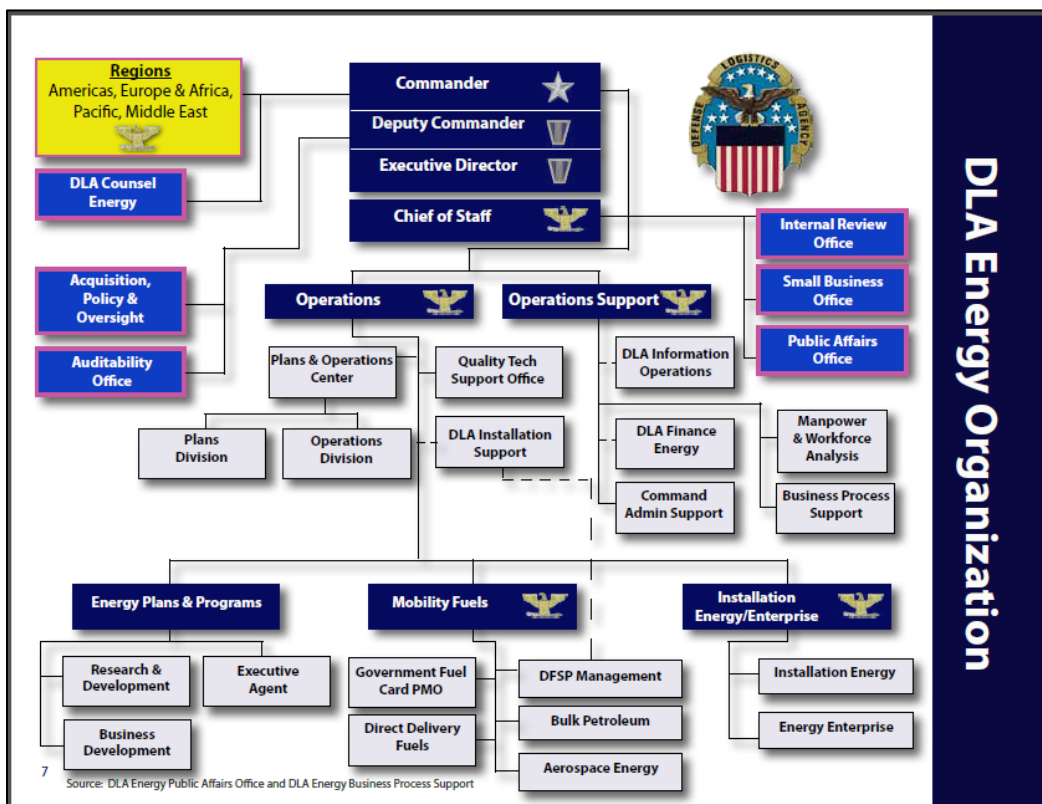 Regions
Americas, Europe & Africa,
Pacific, Middle East
DLA Counsel
Energy
Acquisition,
Policy &
Oversight
Auditability
Office
Commander
Deputy Commander
Executive Director
Chief of Staff
DEFENSE
LOGISTICS
AGENCY
Internal Review
Office
Small Business
Office
Public Affairs
Office
Operations
Operations Support
Plans & Operations
Center
Quality Tech
Support Office
Plans
Division
Operations
Division
DLA Installation
Support
DLA Information
Operations
DLA Finance
Energy
Manpower
& Workforce
Analysis
Command
Admin Support
Business Process
Support
Energy Plans & Programs
Mobility Fuels
Installation
Energy/Enterprise
Research &
Development
Executive
Agent
Business
Development
Government Fuel
Card PMO
Direct Delivery
Fuels
DFSP Management
Bulk Petroleum
Aerospace Energy
Installation Energy
Energy Enterprise
7
Source: DLA Energy Public Affairs Office and DLA Energy Business Process Support
DLA Energy Organization